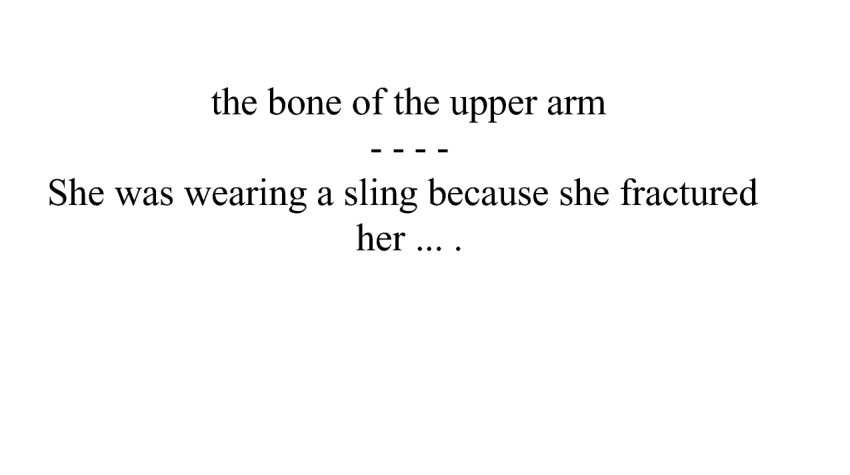 the bone of the upper arm
- - - -
She was wearing a sling because she fractured
her ... .